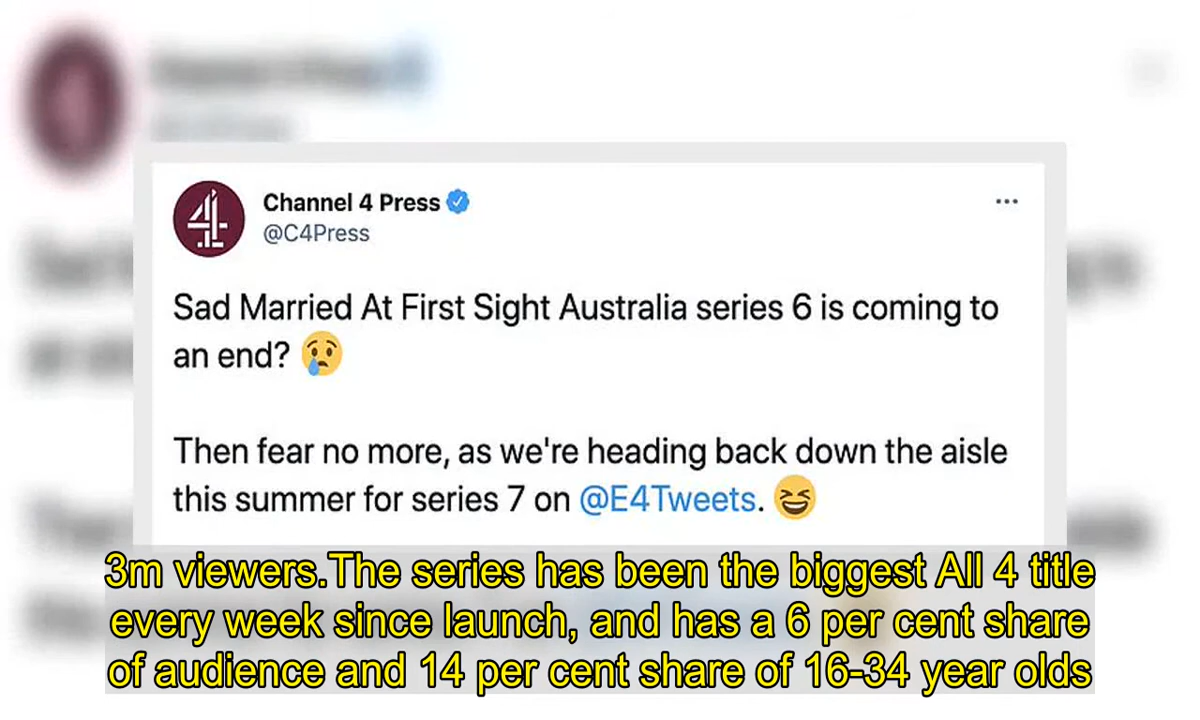 Channel 4 Press
@C4Press
Sad Married At First Sight Australia series 6 is coming to
an end? 😢
Then fear no more, as we're heading back down the aisle
this summer for series 7 on @E4Tweets. 😆
3m viewers.The series has been the biggest All 4 title
every week since launch, and has a 6 per cent share
of audience and 14 per cent share of 16-34 year olds